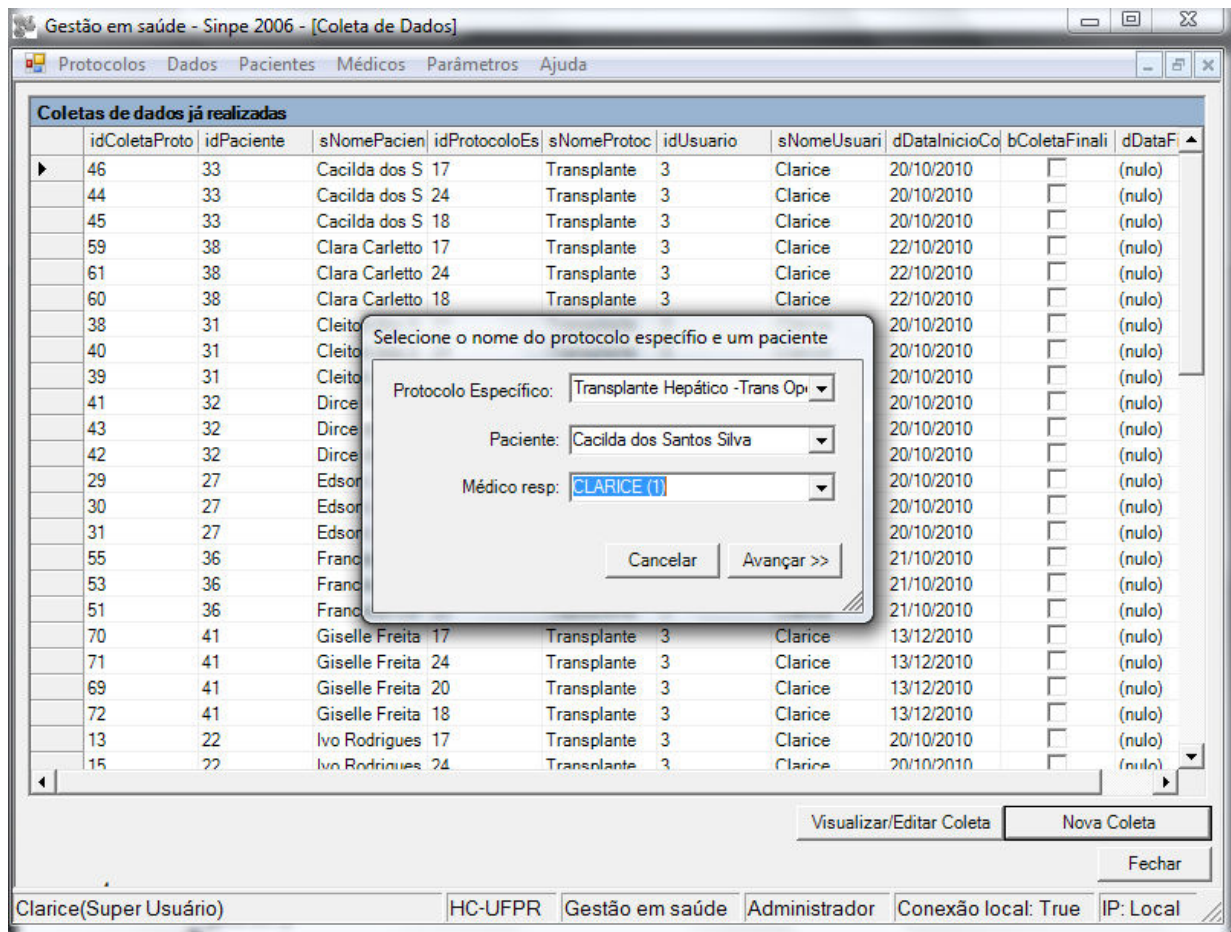 Gestão em saúde - Sinpe 2006 - [Coleta de Dados]
Protocolos Dados Pacientes Médicos Parâmetros Ajuda
Coletas de dados já realizadas
idColetaProto idPaciente sNomePacien idProtocoloEs sNomeProtoc idUsuario sNomeUsuari dDataInicioCo bColetaFinali dDataFi
46 33 Cacilda dos S 17 Transplante 3 Clarice 20/10/2010 (nulo)
44 33 Cacilda dos S 24 Transplante 3 Clarice 20/10/2010 (nulo)
45 33 Cacilda dos S 18 Transplante 3 Clarice 20/10/2010 (nulo)
59 38 Clara Carletto 17 Transplante 3 Clarice 22/10/2010 (nulo)
61 38 Clara Carletto 24 Transplante 3 Clarice 22/10/2010 (nulo)
60 38 Clara Carletto 18 Transplante 3 Clarice 22/10/2010 (nulo)
38 31 Cleito 20/10/2010 (nulo)
40 31 Cleito 20/10/2010 (nulo)
39 31 Cleito 20/10/2010 (nulo)
41 32 Dirce 20/10/2010 (nulo)
43 32 Dirce 20/10/2010 (nulo)
42 32 Dirce 20/10/2010 (nulo)
29 27 Edson 20/10/2010 (nulo)
30 27 Edson 20/10/2010 (nulo)
31 27 Edson 20/10/2010 (nulo)
55 36 Franc 21/10/2010 (nulo)
53 36 Franc 21/10/2010 (nulo)
51 36 Franc 21/10/2010 (nulo)
70 41 Giselle Freita 17 Transplante 3 Clarice 13/12/2010 (nulo)
71 41 Giselle Freita 24 Transplante 3 Clarice 13/12/2010 (nulo)
69 41 Giselle Freita 20 Transplante 3 Clarice 13/12/2010 (nulo)
72 41 Giselle Freita 18 Transplante 3 Clarice 13/12/2010 (nulo)
13 22 Ivo Rodrigues 17 Transplante 3 Clarice 20/10/2010 (nulo)
15 22 Ivo Rodrigues 24 Transplante 3 Clarice 20/10/2010 (nulo)
Selecione o nome do protocolo específio e um paciente
Protocolo Específico: Transplante Hepático -Trans Ope
Paciente: Cacilda dos Santos Silva
Médico resp: CLARICE (1)
Cancelar Avançar >>
Visualizar/Editar Coleta Nova Coleta
Fechar
Clarice(Super Usuário) HC-UFPR Gestão em saúde Administrador Conexão local: True IP: Local